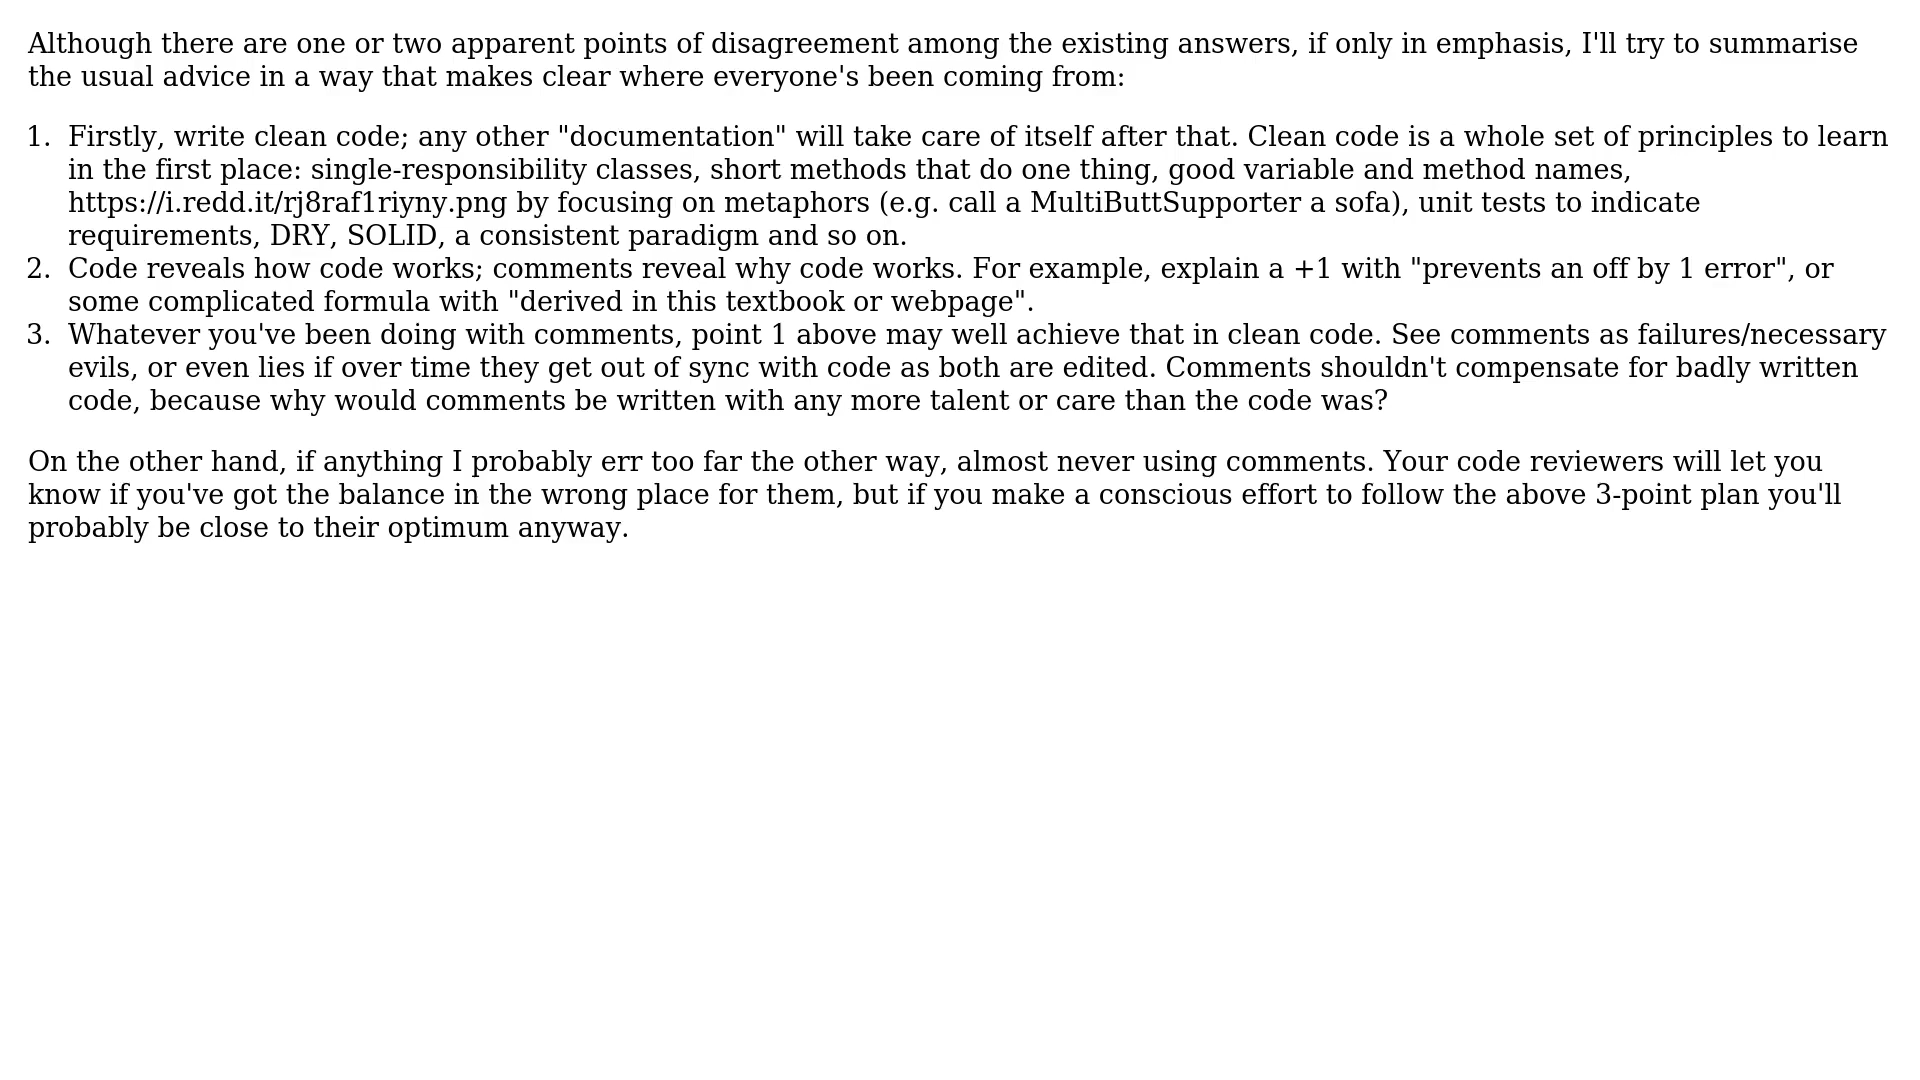 Although there are one or two apparent points of disagreement among the existing answers, if only in emphasis, I'll try to summarise
the usual advice in a way that makes clear where everyone's been coming from:
1. Firstly, write clean code; any other "documentation" will take care of itself after that. Clean code is a whole set of principles to learn
in the first place: single-responsibility classes, short methods that do one thing, good variable and method names,
https://i.redd.it/rj8raf1riyny.png by focusing on metaphors (e.g. call a MultiButtSupporter a sofa), unit tests to indicate
requirements, DRY, SOLID, a consistent paradigm and so on.
2. Code reveals how code works; comments reveal why code works. For example, explain a +1 with "prevents an off by 1 error", or
some complicated formula with "derived in this textbook or webpage".
3. Whatever you've been doing with comments, point 1 above may well achieve that in clean code. See comments as failures/necessary
evils, or even lies if over time they get out of sync with code as both are edited. Comments shouldn't compensate for badly written
code, because why would comments be written with any more talent or care than the code was?
On the other hand, if anything I probably err too far the other way, almost never using comments. Your code reviewers will let you
know if you've got the balance in the wrong place for them, but if you make a conscious effort to follow the above 3-point plan you'll
probably be close to their optimum anyway.